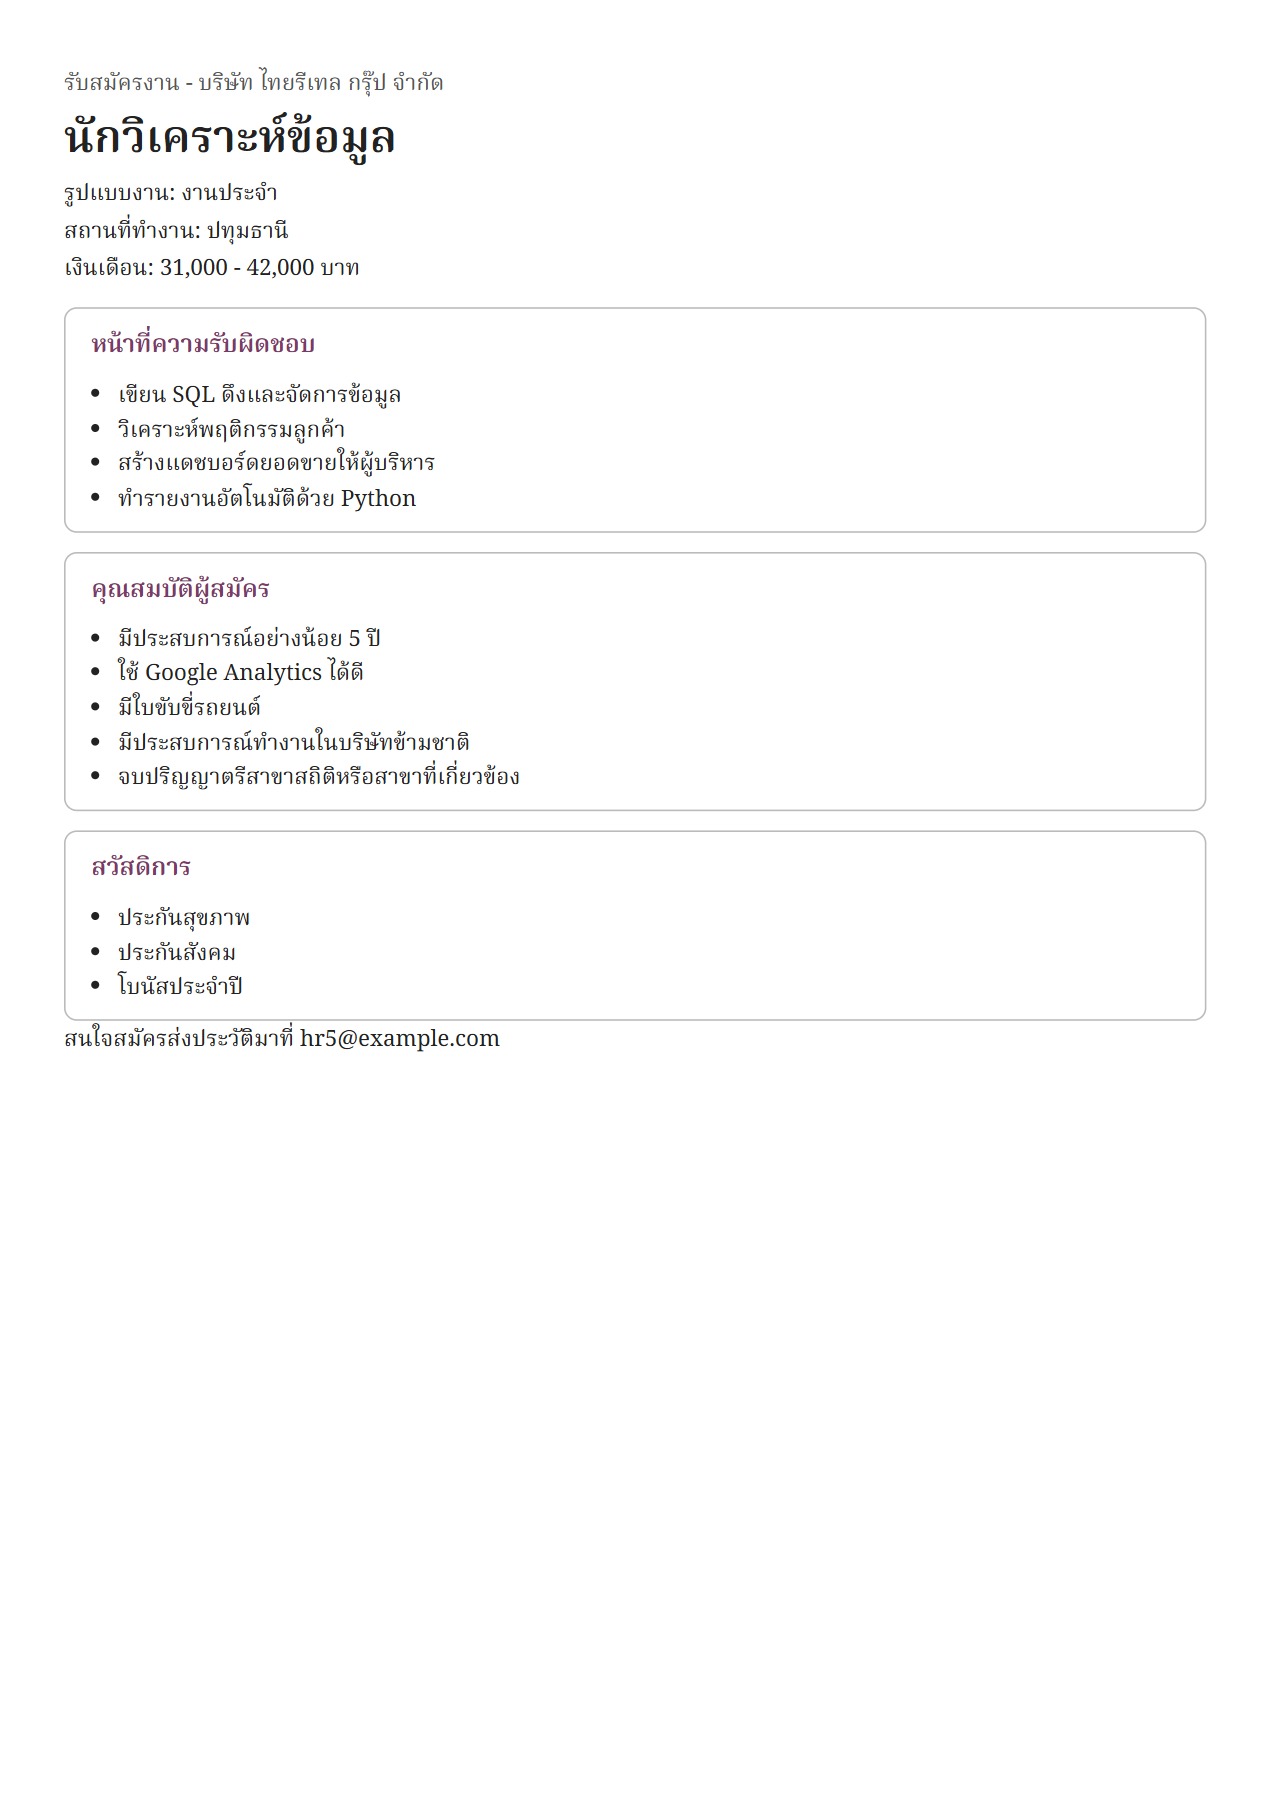 รับสมัครงาน - บริษัท ไทยรีเทล กรุ๊ป จำกัด
นักวิเคราะห์ข้อมูล
รูปแบบงาน: งานประจำ
สถานที่ทำงาน: ปทุมธานี
เงินเดือน: 31,000 - 42,000 บาท
หน้าที่ความรับผิดชอบ
• เขียน SQL ดึงและจัดการข้อมูล
• วิเคราะห์พฤติกรรมลูกค้า
• สร้างแดชบอร์ดยอดขายให้ผู้บริหาร
• ทำรายงานอัตโนมัติด้วย Python
คุณสมบัติผู้สมัคร
• มีประสบการณ์อย่างน้อย 5 ปี
• ใช้ Google Analytics ได้ดี
• มีใบขับขี่รถยนต์
• มีประสบการณ์ทำงานในบริษัทข้ามชาติ
• จบปริญญาตรีสาขาสถิติหรือสาขาที่เกี่ยวข้อง
สวัสดิการ
• ประกันสุขภาพ
• ประกันสังคม
• โบนัสประจำปี
สนใจสมัครส่งประวัติมาที่ hr5@example.com